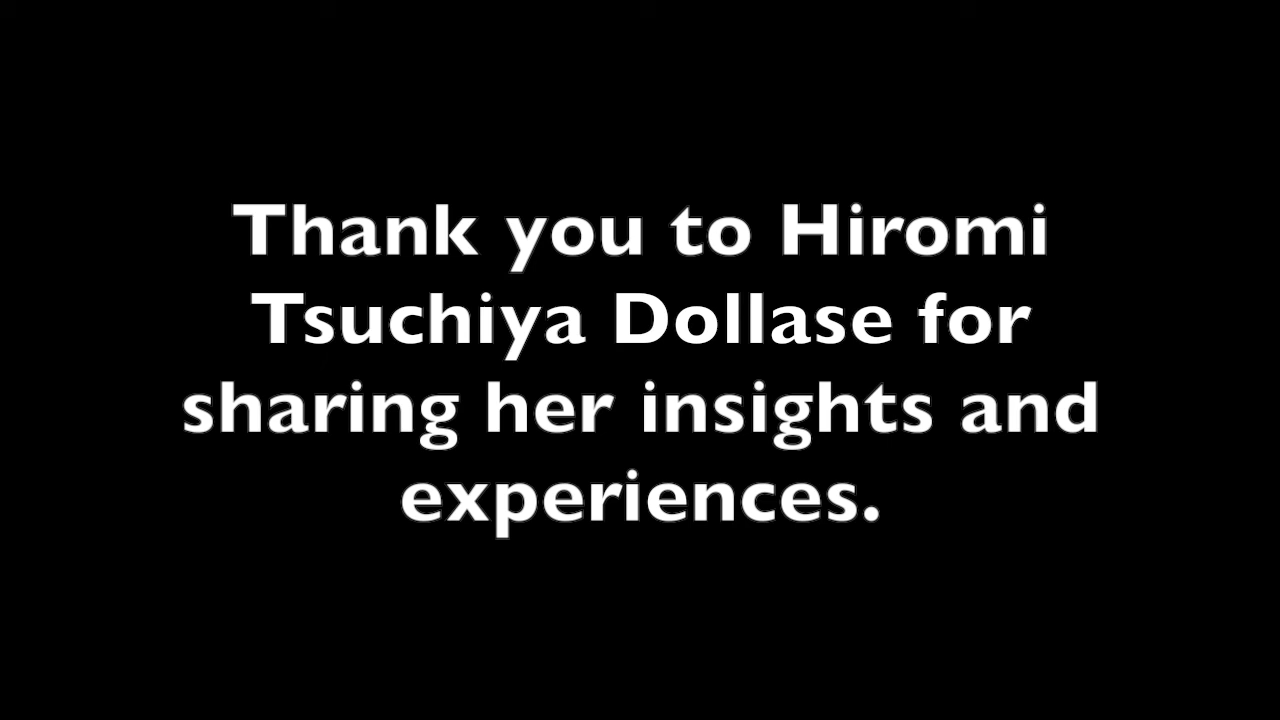 Thank you to Hiromi
Tsuchiya Dollase for
sharing her insights and
experiences.